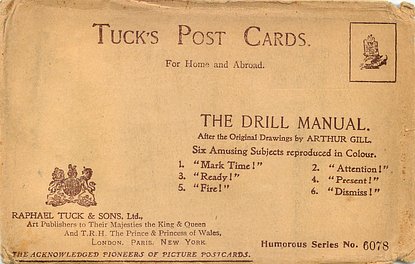 TUCK'S POST CARDS.
For Home and Abroad.
THE DRILL MANUAL.
After the Original Drawings by ARTHUR GILL.
Six Amusing Subjects reproduced in Colour.
1. "Mark Time!" 2. "Attention!"
3. "Ready!" 4. "Present!"
5. "Fire!" 6. "Dismiss!"
RAPHAEL TUCK & SONS, Ltd.,
Art Publishers to Their Majesties the King & Queen
And T.R.H. The Prince & Princess of Wales,
LONDON, PARIS, NEW YORK.
Humorous Series No. 6078
THE ACKNOWLEDGED PIONEERS OF PICTURE POSTCARDS.